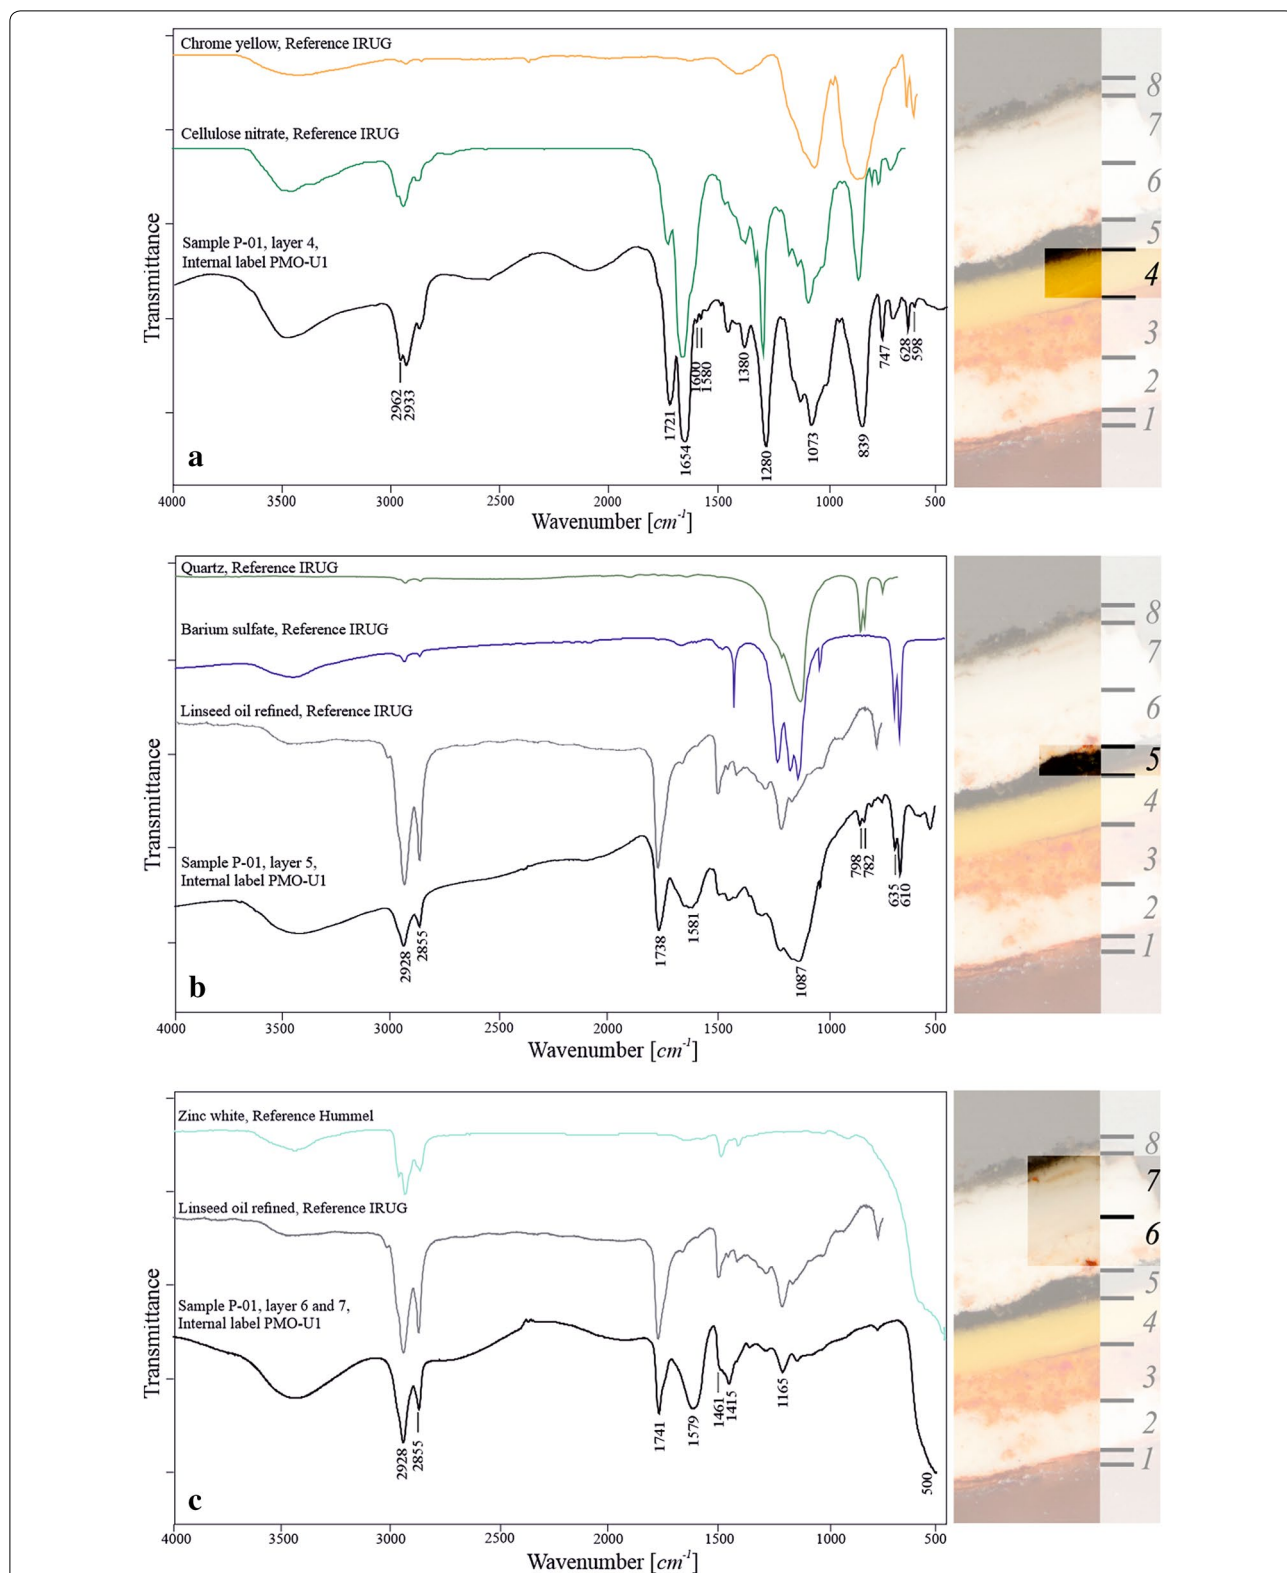 Chrome yellow, Reference IRUG
Cellulose nitrate, Reference IRUG
Sample P-01, layer 4,
Internal label PMO-U1
Transmittance
2962
2933
1721
1654
1600
1580
1380
1280
1073
839
747
628
598
a
4000 3500 3000 2500 2000 1500 1000 500
Wavenumber [cm-1]
8
7
6
5
4
3
2
1
Quartz, Reference IRUG
Barium sulfate, Reference IRUG
Linseed oil refined, Reference IRUG
Sample P-01, layer 5,
Internal label PMO-U1
Transmittance
2928
2855
1738
1581
1087
798
782
635
610
b
4000 3500 3000 2500 2000 1500 1000 500
Wavenumber [cm-1]
8
7
6
5
4
3
2
1
Zinc white, Reference Hummel
Linseed oil refined, Reference IRUG
Sample P-01, layer 6 and 7,
Internal label PMO-U1
Transmittance
2928
2855
1741
1579
1461
1415
1165
500
c
4000 3500 3000 2500 2000 1500 1000 500
Wavenumber [cm-1]
8
7
6
5
4
3
2
1